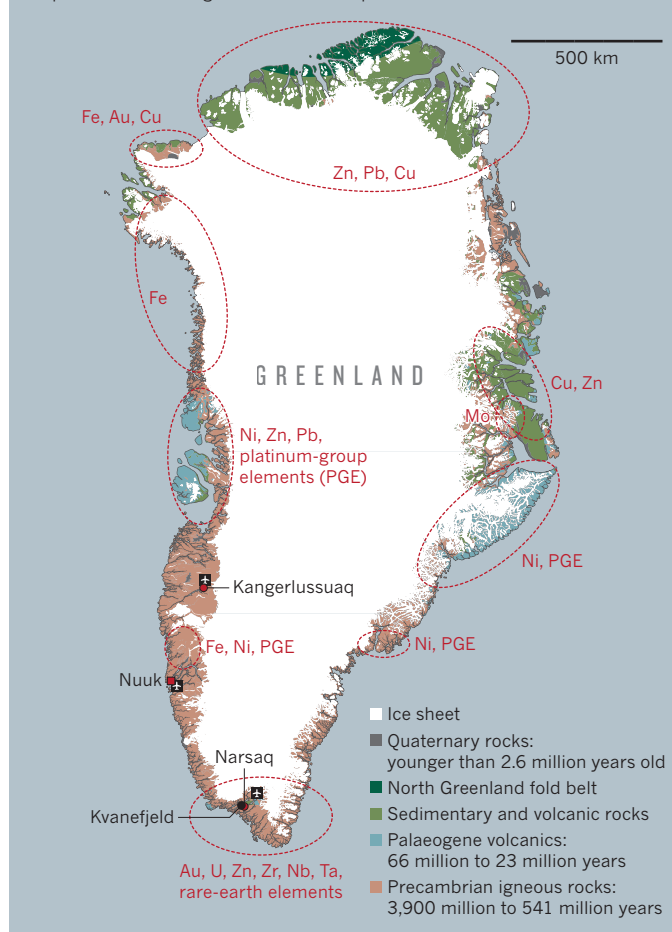 500 km
Fe, Au, Cu
Zn, Pb, Cu
Fe
GREENLAND
Cu, Zn
Mo
Ni, Zn, Pb,
platinum-group
elements (PGE)
Ni, PGE
Kangerlussuaq
Fe, Ni, PGE
Ni, PGE
Nuuk
Ice sheet
Quaternary rocks:
younger than 2.6 million years old
North Greenland fold belt
Sedimentary and volcanic rocks
Palaeogene volcanics:
66 million to 23 million years
Precambrian igneous rocks:
3,900 million to 541 million years
Narsaq
Kvanefjeld
Au, U, Zn, Zr, Nb, Ta,
rare-earth elements